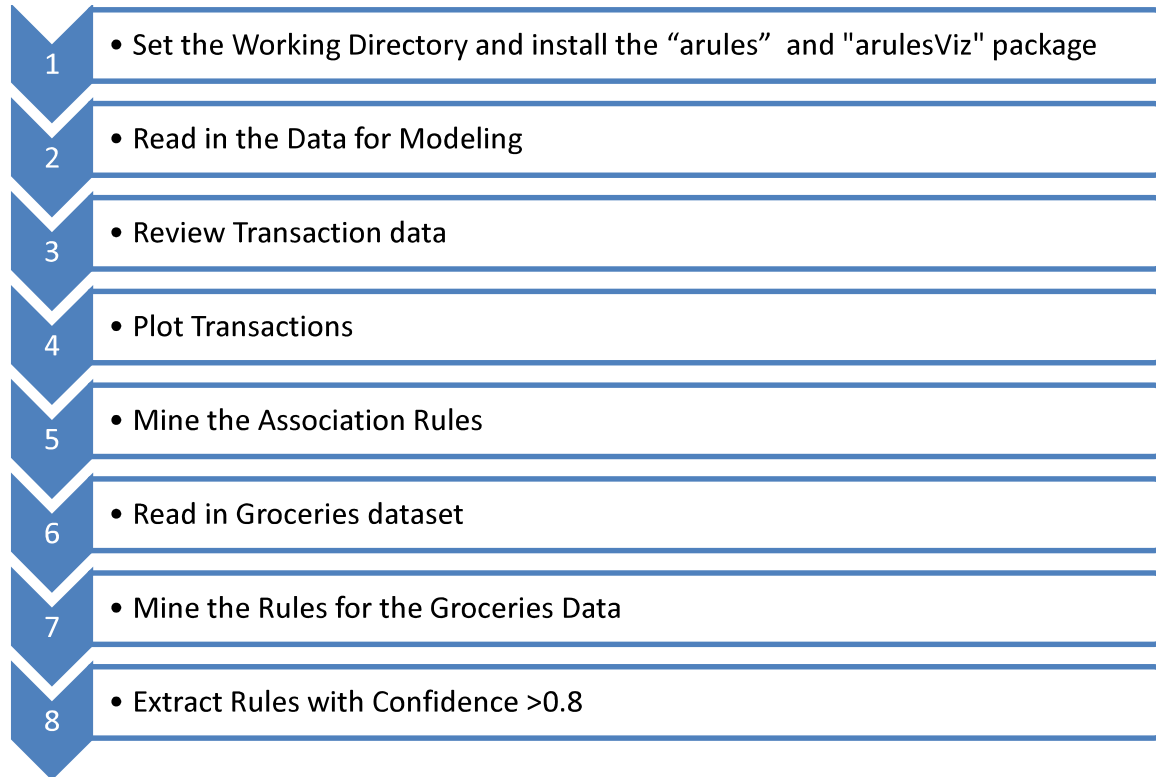 1
• Set the Working Directory and install the “arules” and "arulesViz" package
2
• Read in the Data for Modeling
3
• Review Transaction data
4
• Plot Transactions
5
• Mine the Association Rules
6
• Read in Groceries dataset
7
• Mine the Rules for the Groceries Data
8
• Extract Rules with Confidence >0.8